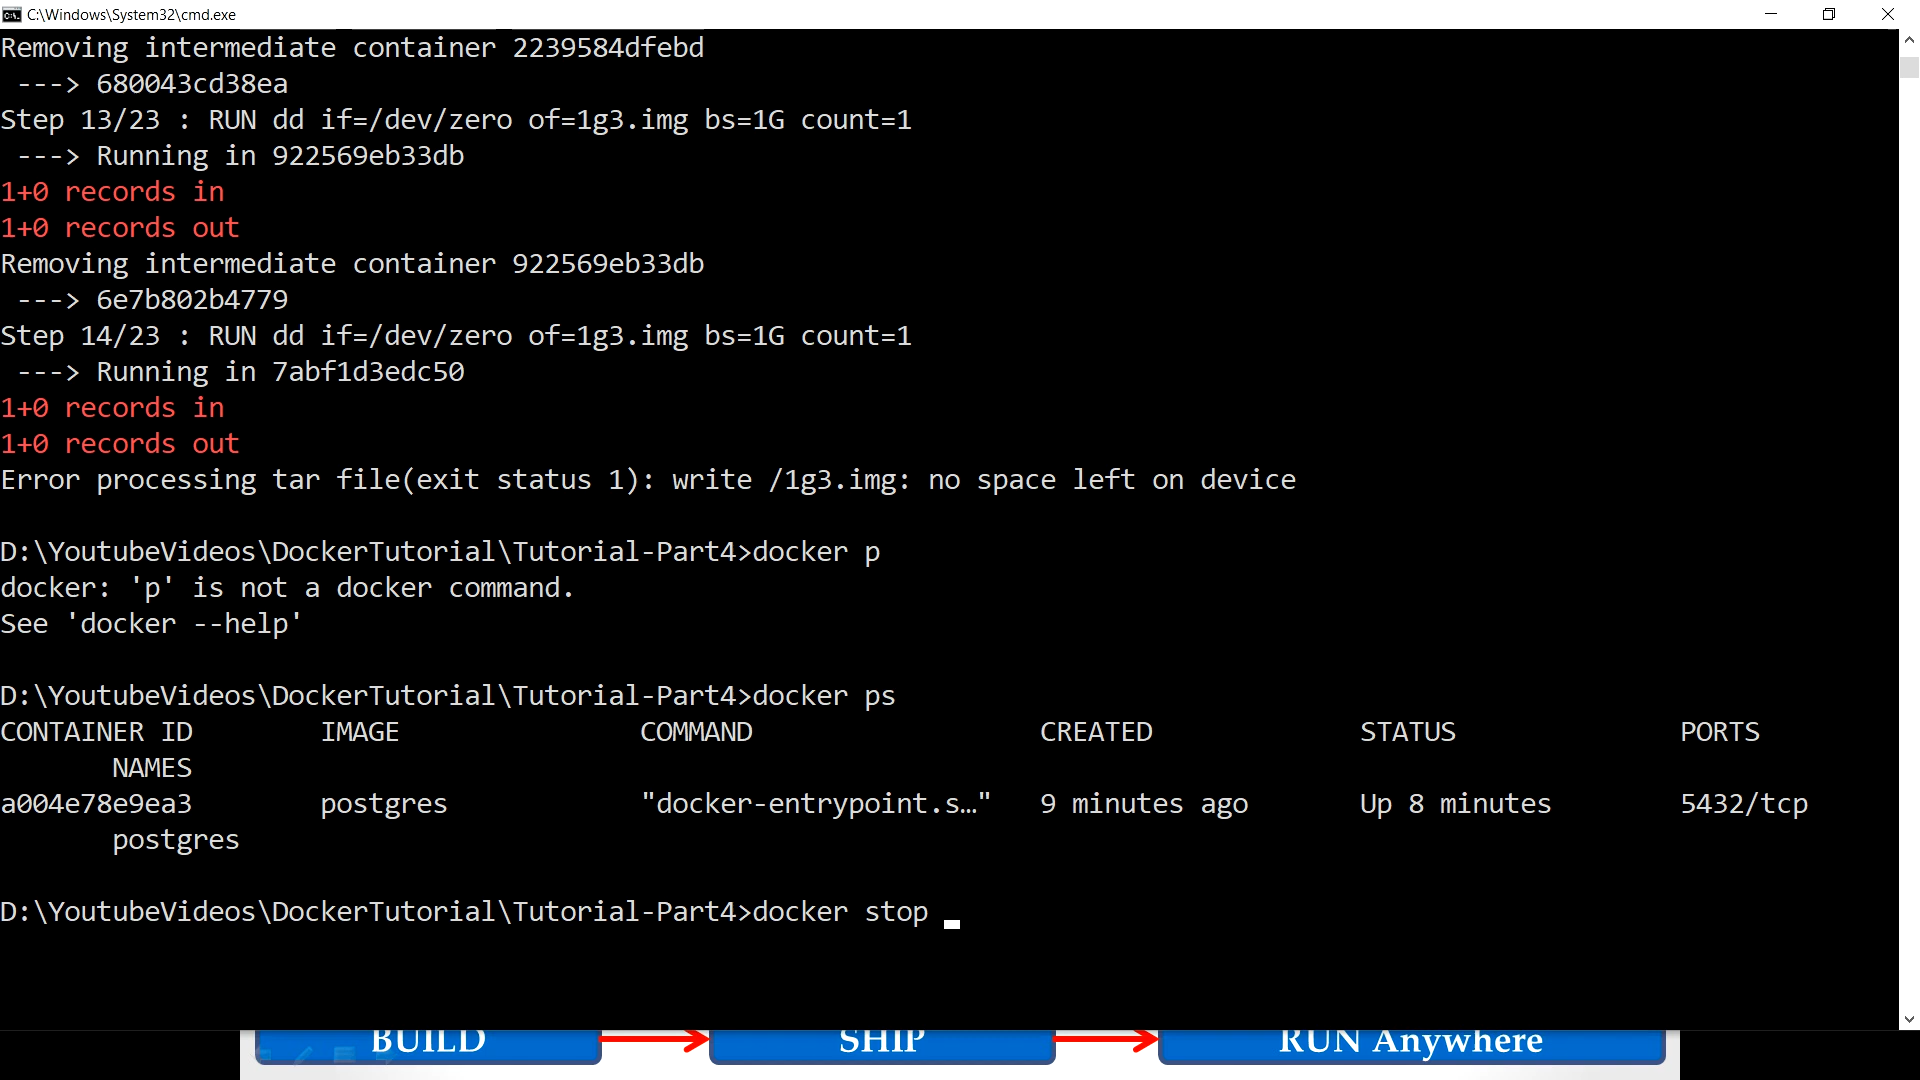 C:\Windows\System32\cmd.exe
Removing intermediate container 2239584dfebd
 ---> 680043cd38ea
Step 13/23 : RUN dd if=/dev/zero of=1g3.img bs=1G count=1
 ---> Running in 922569eb33db
1+0 records in
1+0 records out
Removing intermediate container 922569eb33db
 ---> 6e7b802b4779
Step 14/23 : RUN dd if=/dev/zero of=1g3.img bs=1G count=1
 ---> Running in 7abf1d3edc50
1+0 records in
1+0 records out
Error processing tar file(exit status 1): write /1g3.img: no space left on device
D:\YoutubeVideos\DockerTutorial\Tutorial-Part4>docker p
docker: 'p' is not a docker command.
See 'docker --help'
D:\YoutubeVideos\DockerTutorial\Tutorial-Part4>docker ps
CONTAINER ID IMAGE COMMAND CREATED STATUS PORTS
NAMES
a004e78e9ea3 postgres "docker-entrypoint.s…" 9 minutes ago Up 8 minutes 5432/tcp
postgres
D:\YoutubeVideos\DockerTutorial\Tutorial-Part4>docker stop
BUILD SHIP RUN Anywhere